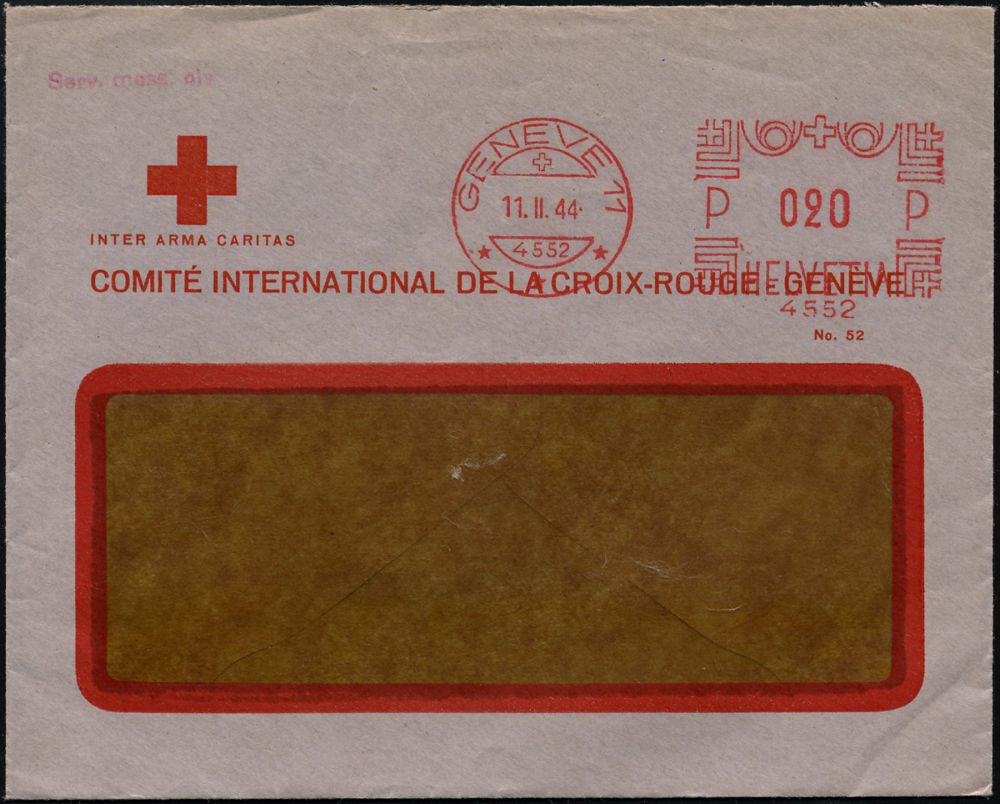 Serv. mess. civ
GENEVE 11
11. II. 44
4552
P 020 P
HELVETIA
4552
INTER ARMA CARITAS
COMITÉ INTERNATIONAL DE LA CROIX-ROUGE - GENÈVE
No. 52